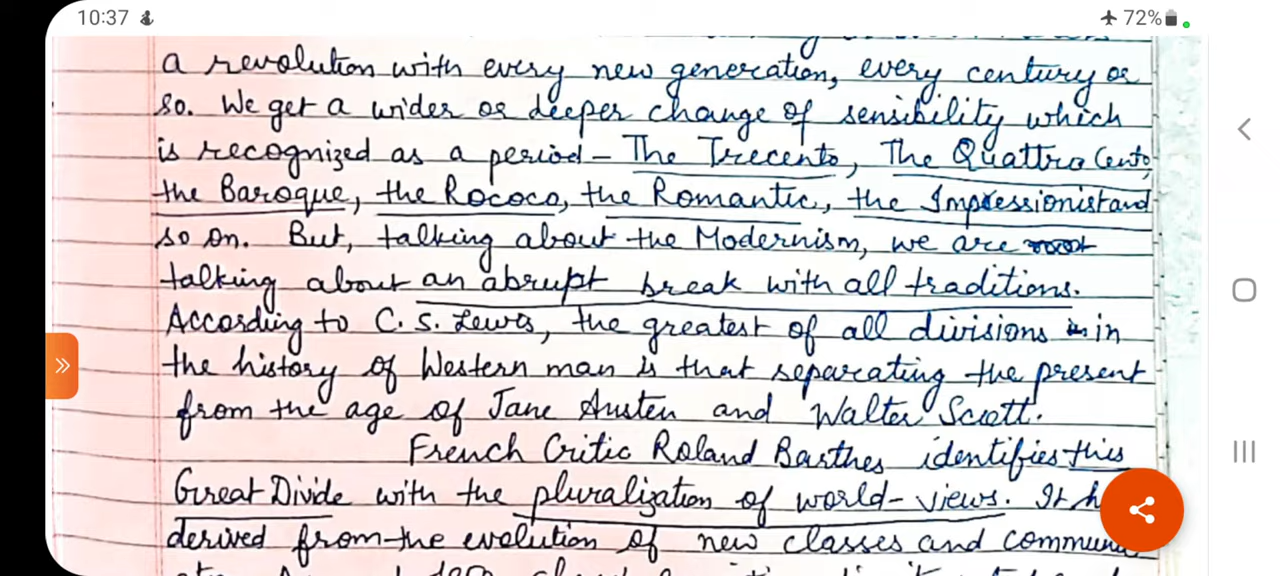 10:37
72%
a revolution with every new generation, every century or
so. We get a wider or deeper change of sensibility which
is recognized as a period - The Trecento, The Quattro Cento,
the Baroque, the Rococo, the Romantic, the Impressionist and
so on. But, talking about the Modernism, we are
talking about an abrupt break with all traditions.
According to C. S. Lewis, the greatest of all divisions in
the history of Western man is that separating the present
from the age of Jane Austen and Walter Scott.
French Critic Roland Barthes identifies this
Great Divide with the pluralization of world-views. It
derived from the evolution of new classes and